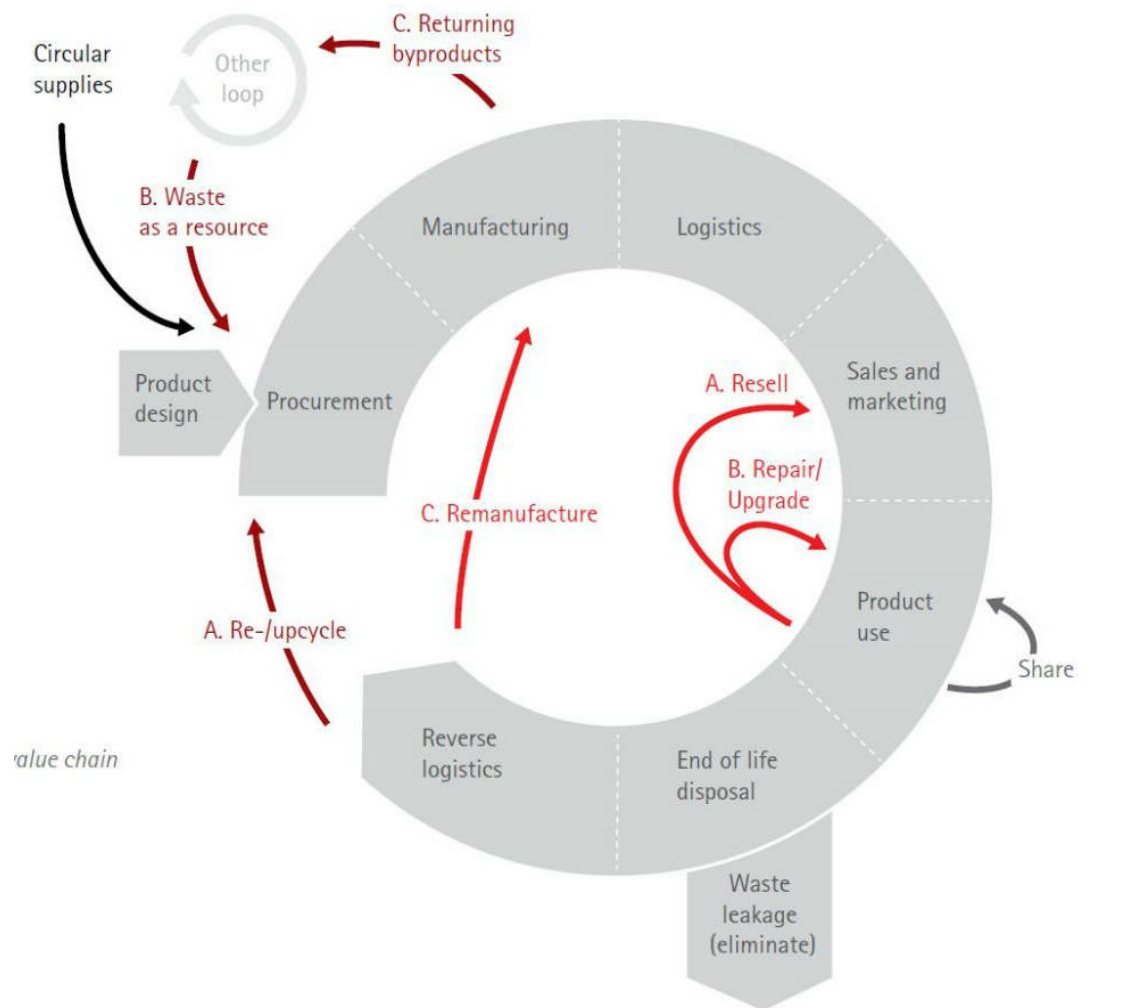 C. Returning
byproducts
Circular
supplies
Other
loop
B. Waste
as a resource
Manufacturing
Logistics
Product
design
Procurement
A. Resell
Sales and
marketing
B. Repair/
Upgrade
C. Remanufacture
Product
use
A. Re-/upcycle
Share
Reverse
logistics
End of life
disposal
value chain
Waste
leakage
(eliminate)